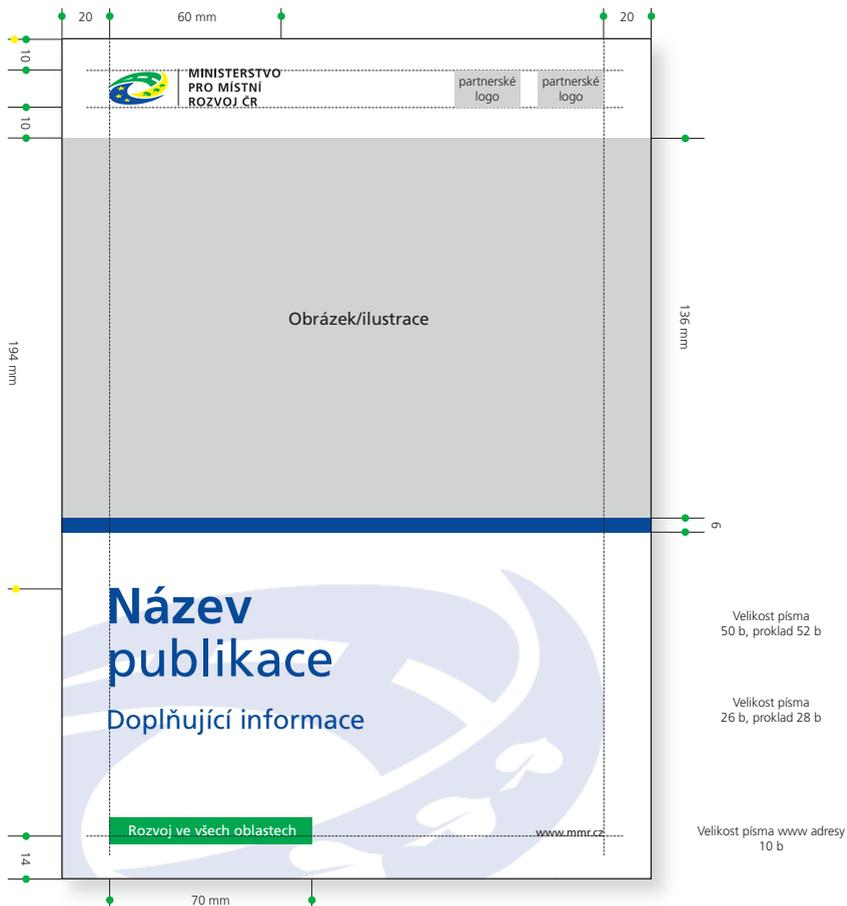 20
60 mm
20
10
MINISTERSTVO
PRO MÍSTNÍ
ROZVOJ ČR
partnerské
logo
partnerské
logo
10
Obrázek/ilustrace
136 mm
194 mm
6
Název
publikace
Velikost písma
50 b, proklad 52 b
Doplňující informace
Velikost písma
26 b, proklad 28 b
Rozvoj ve všech oblastech
www.mmr.cz
Velikost písma www adresy
10 b
14
70 mm